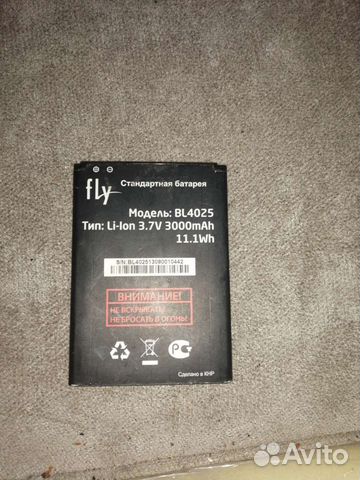 fly
Стандартная батарея
Модель: BL4025
Тип: Li-Ion 3.7V 3000mAh
11.1Wh
S/N: BL402513080010442
ВНИМАНИЕ!
НЕ ВСКРЫВАТЬ!
НЕ БРОСАТЬ В ОГОНЬ!
Сделано в КНР
Avito